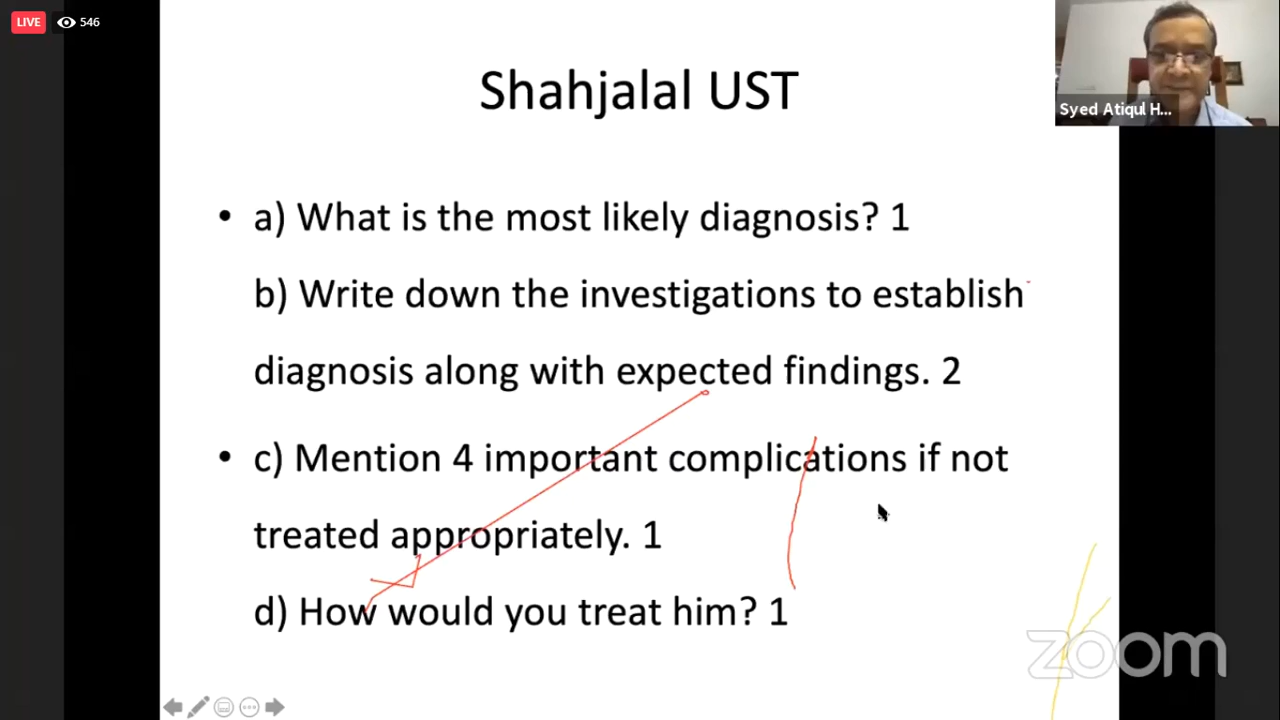 LIVE 546
Syed Atiqul H...
Shahjalal UST
• a) What is the most likely diagnosis? 1
b) Write down the investigations to establish
diagnosis along with expected findings. 2
• c) Mention 4 important complications if not
treated appropriately. 1
d) How would you treat him? 1
zoom